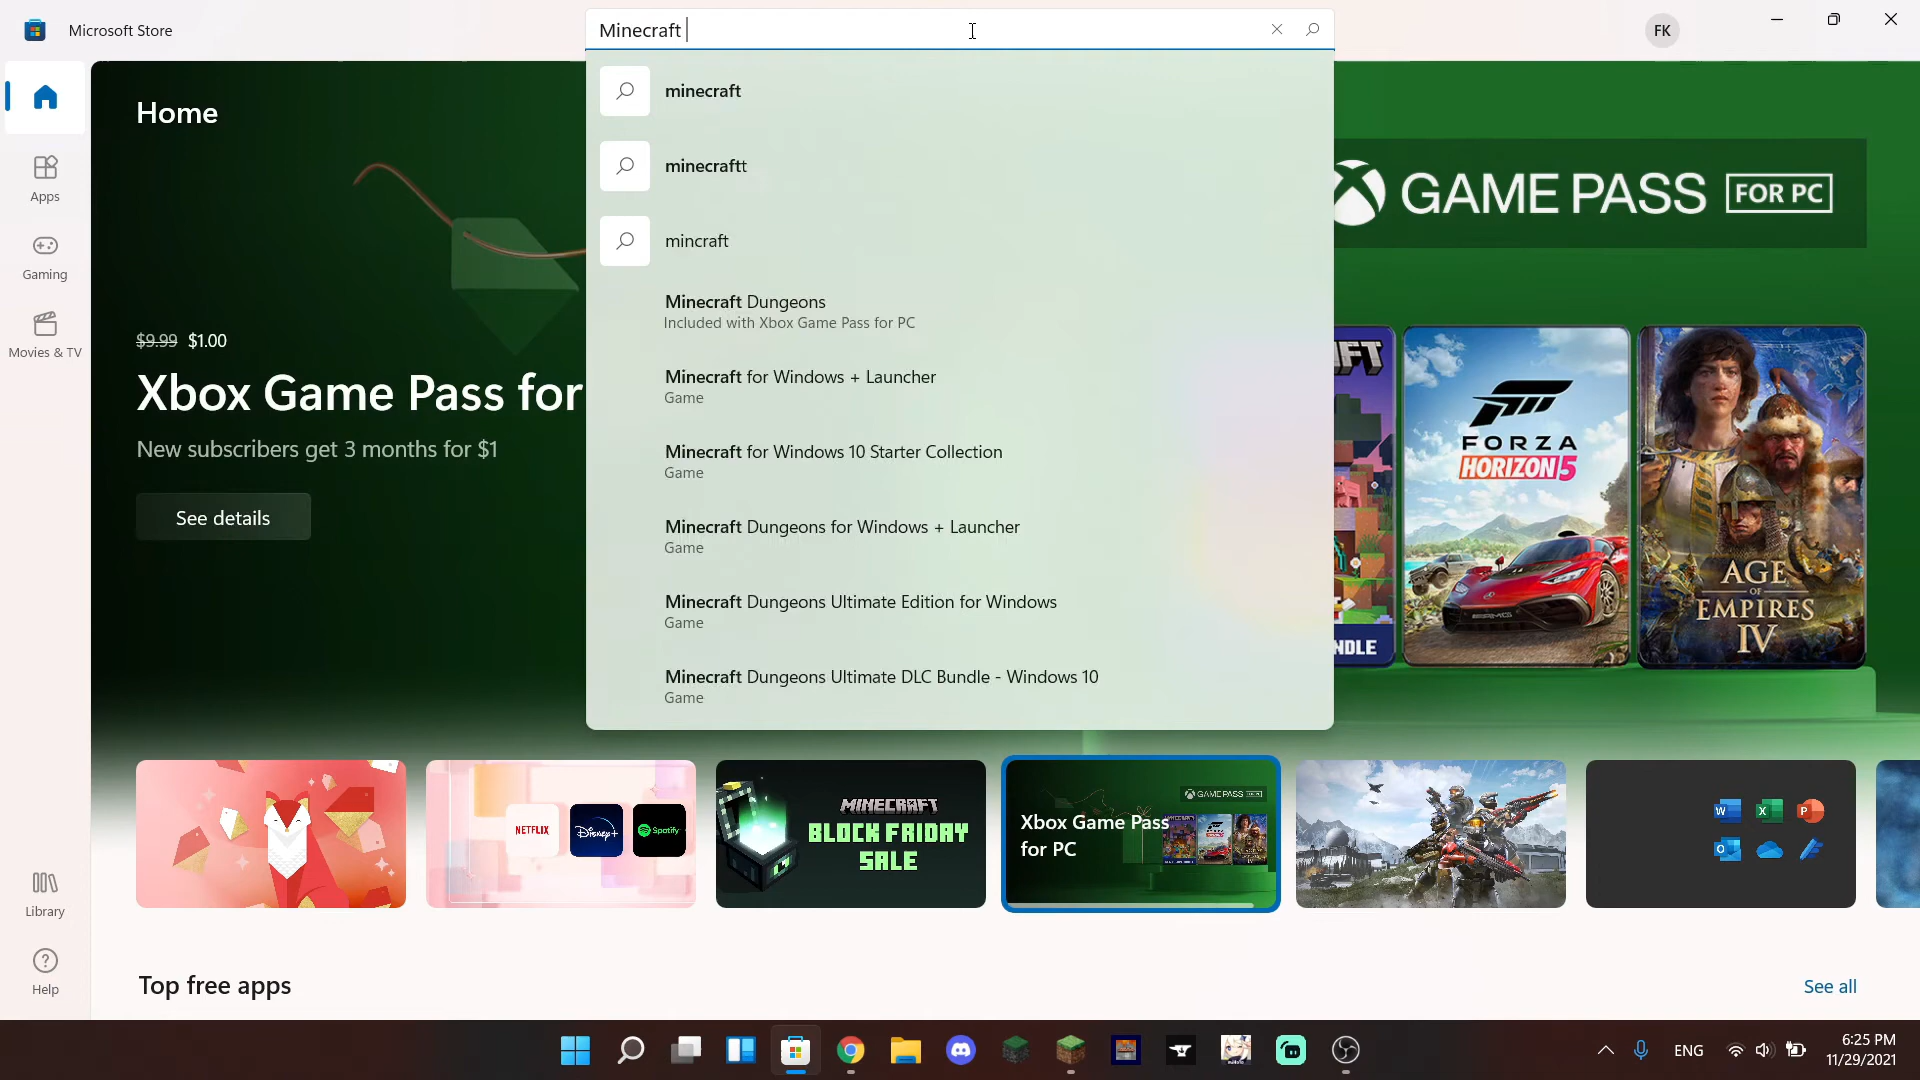 Microsoft Store
Minecraft
FK
Home
Apps
Gaming
Movies & TV
Library
Help
minecraft
minecraftt
mincraft
Minecraft Dungeons
Included with Xbox Game Pass for PC
Minecraft for Windows + Launcher
Game
Minecraft for Windows 10 Starter Collection
Game
Minecraft Dungeons for Windows + Launcher
Game
Minecraft Dungeons Ultimate Edition for Windows
Game
Minecraft Dungeons Ultimate DLC Bundle - Windows 10
Game
$9.99 $1.00
Xbox Game Pass for
New subscribers get 3 months for $1
See details
GAME PASS FOR PC
FORZA
HORIZON 5
AGE
OF
EMPIRES
IV
NETFLIX
Disney+
Spotify
MINECRAFT
BLOCK FRIDAY
SALE
GAME PASS
Xbox Game Pass
for PC
Top free apps
See all
ENG
6:25 PM
11/29/2021